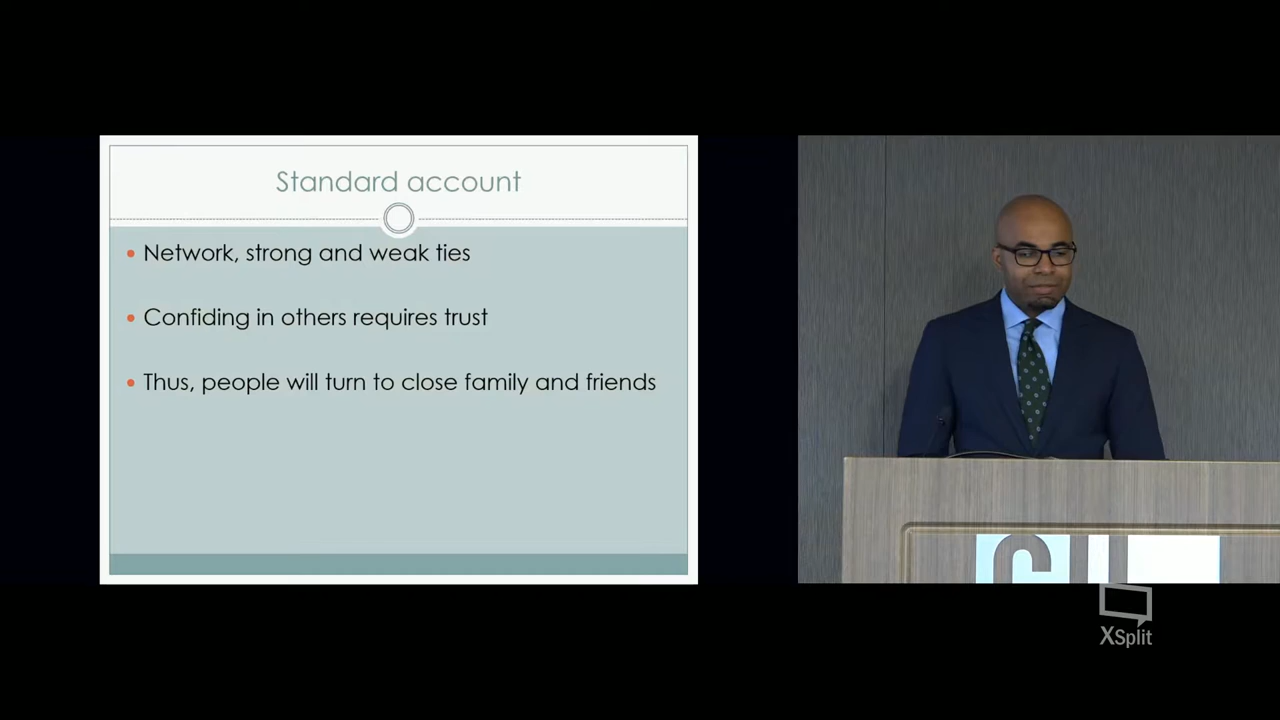 Standard account
Network, strong and weak ties
Confiding in others requires trust
Thus, people will turn to close family and friends
XSplit